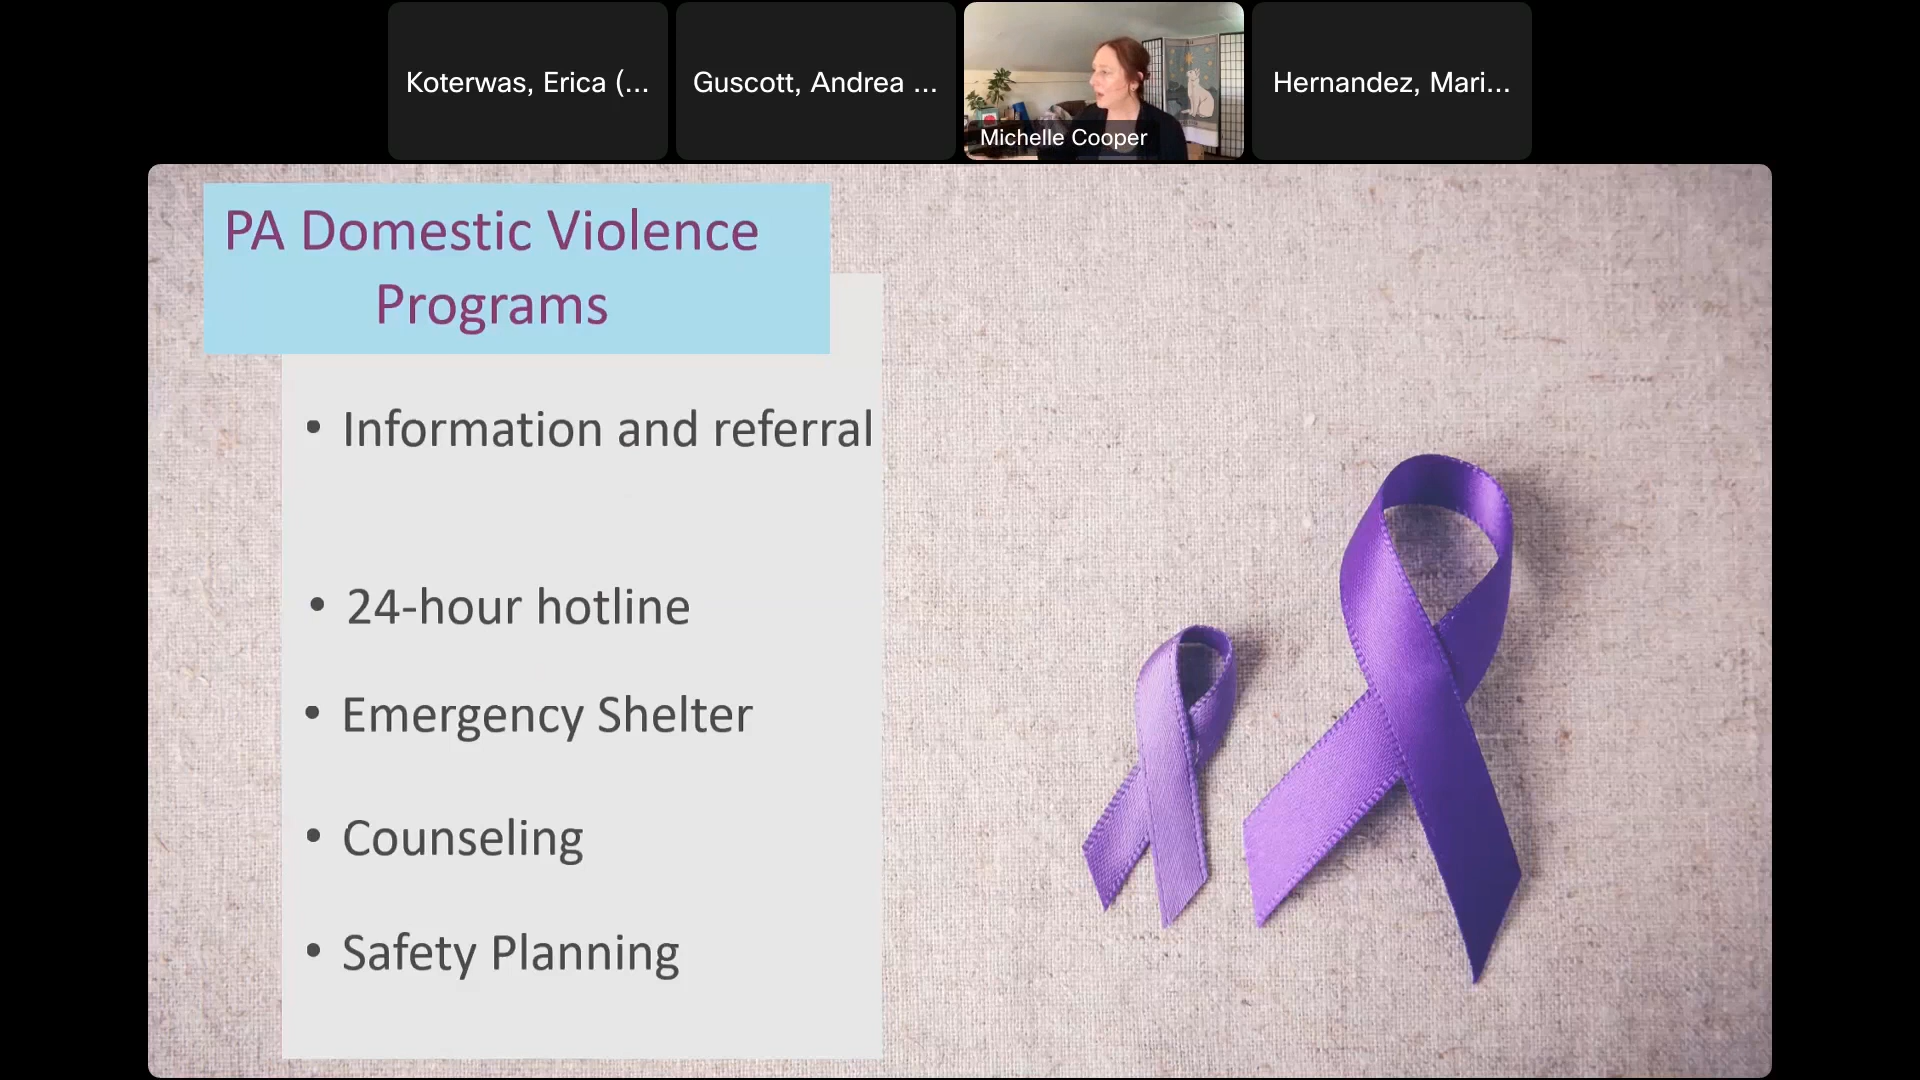 Koterwas, Erica (...
Guscott, Andrea ...
Michelle Cooper
Hernandez, Mari...
PA Domestic Violence
Programs
• Information and referral
• 24-hour hotline
• Emergency Shelter
• Counseling
• Safety Planning